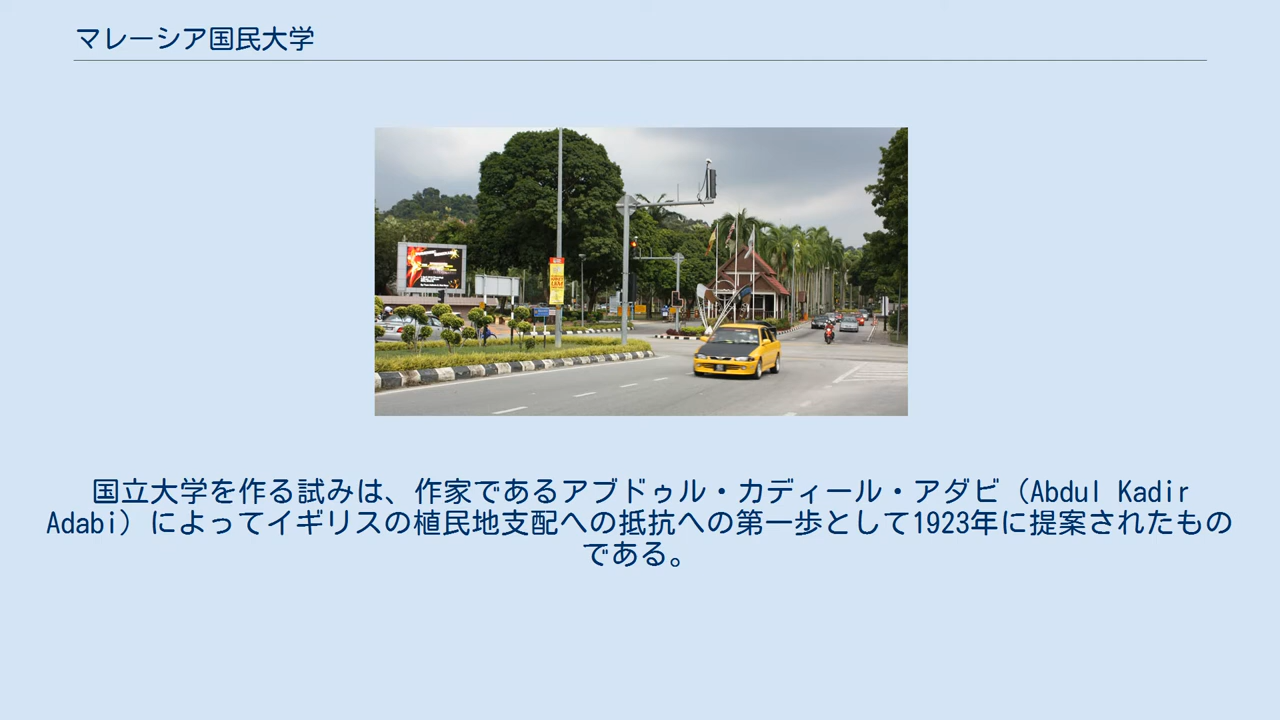 マレーシア国民大学
国立大学を作る試みは、作家であるアブドゥル・カディール・アダビ（Abdul Kadir
Adabi）によってイギリスの植民地支配への抵抗への第一歩として1923年に提案されたもの
である。